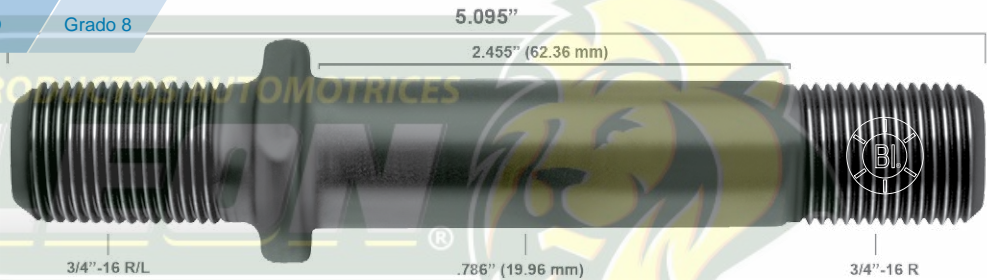 Grado 8
5.095”
2.455” (62.36 mm)
PRODUCTOS AUTOMOTRICES
BI.
®
3/4”-16 R/L
.786” (19.96 mm)
3/4”-16 R